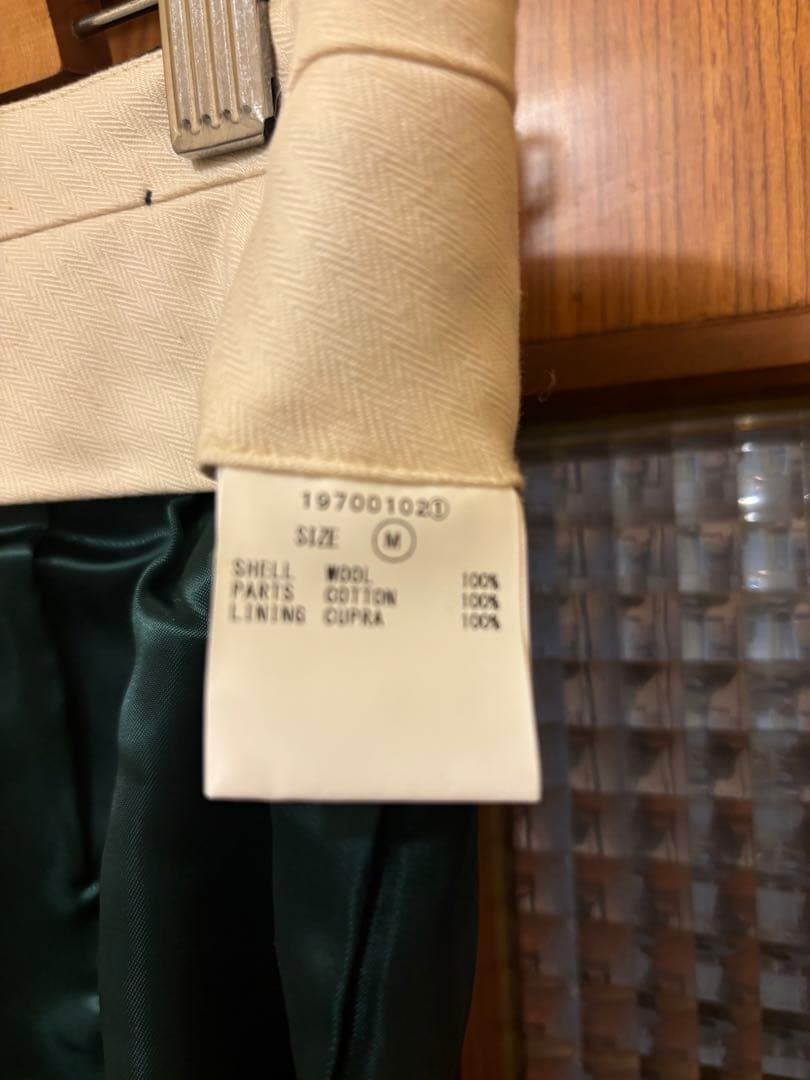 19700102①
SIZE Ⓜ
SHELL WOOL 100%
PARTS COTTON 100%
LINING CUPRA 100%